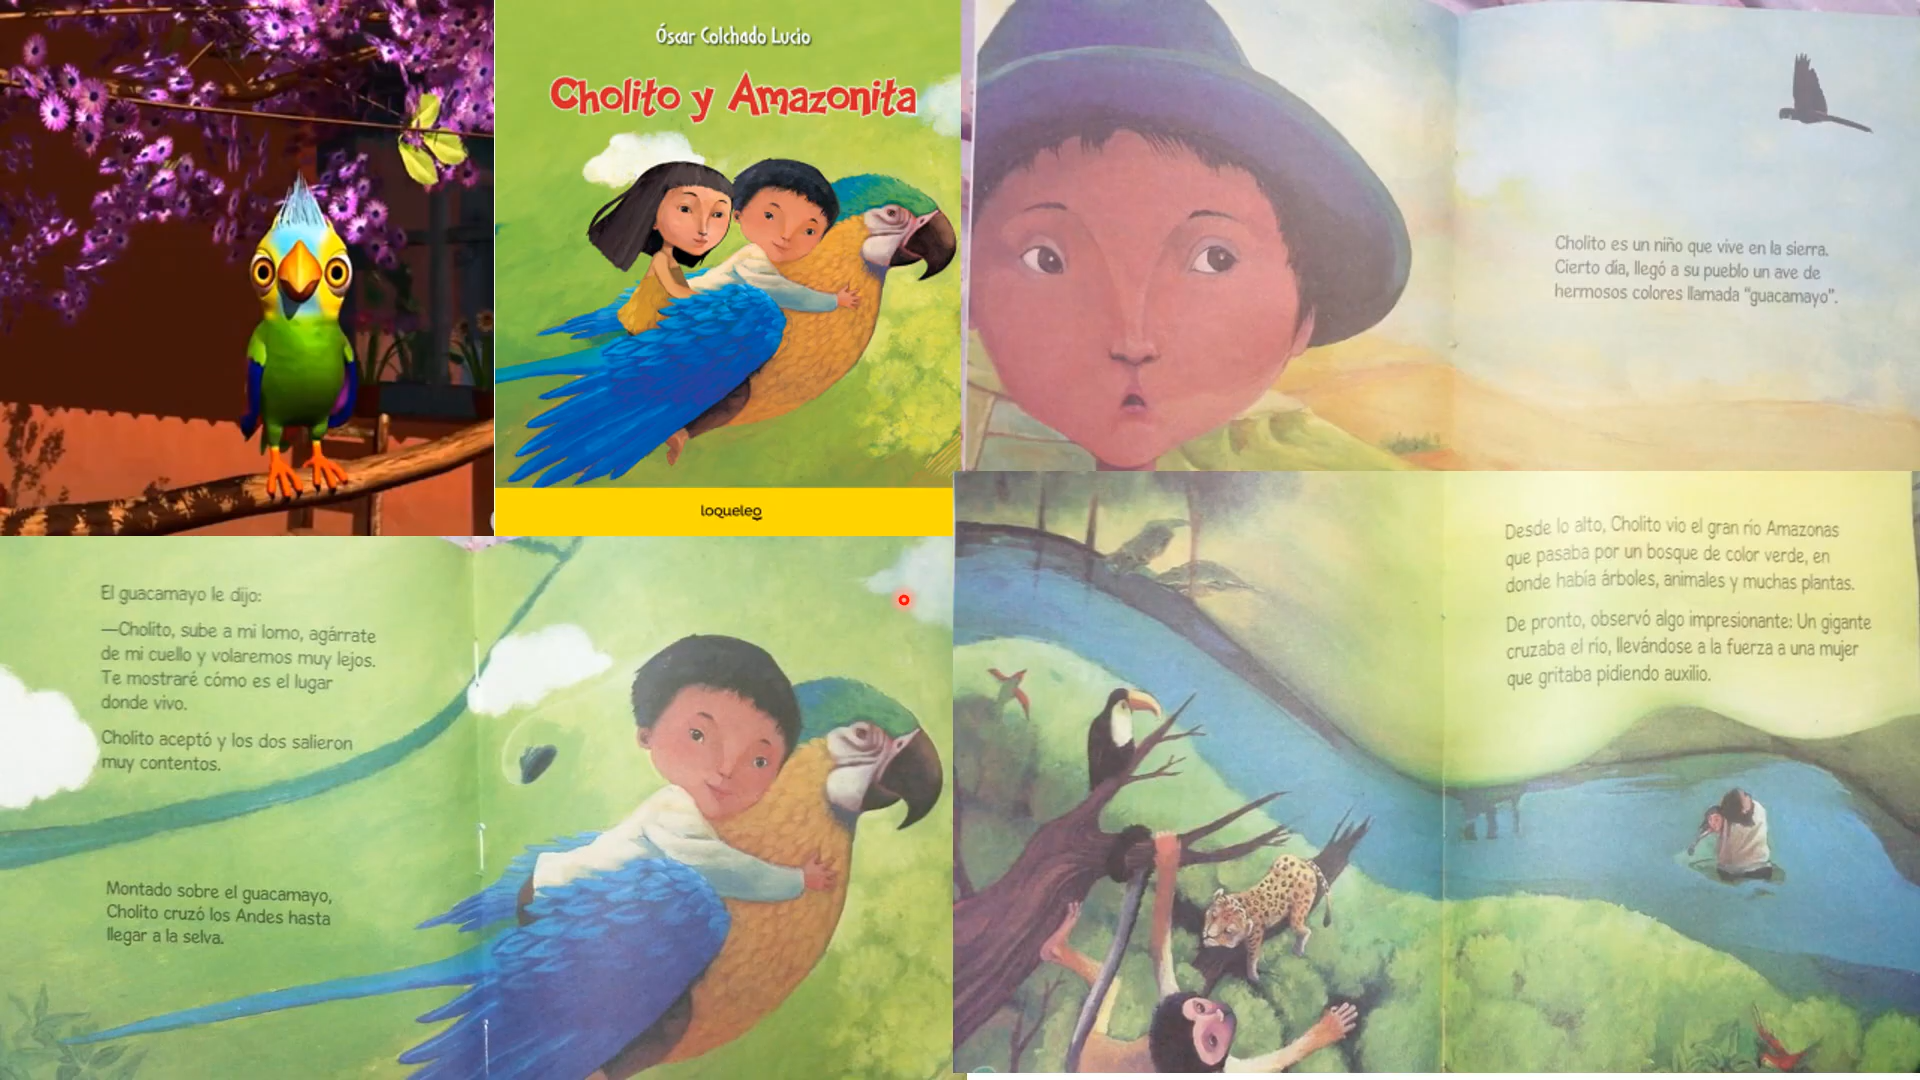 Óscar Colchado Lucio
Cholito y Amazonita
loqueleo
Cholito es un niño que vive en la sierra.
Cierto día, llegó a su pueblo un ave de
hermosos colores llamada "guacamayo".
El guacamayo le dijo:
—Cholito, sube a mi lomo, agárrate
de mi cuello y volaremos muy lejos.
Te mostraré cómo es el lugar
donde vivo.
Cholito aceptó y los dos salieron
muy contentos.
Montado sobre el guacamayo,
Cholito cruzó los Andes hasta
llegar a la selva.
Desde lo alto, Cholito vio el gran río Amazonas
que pasaba por un bosque de color verde, en
donde había árboles, animales y muchas plantas.
De pronto, observó algo impresionante: Un gigante
cruzaba el río, llevándose a la fuerza a una mujer
que gritaba pidiendo auxilio.